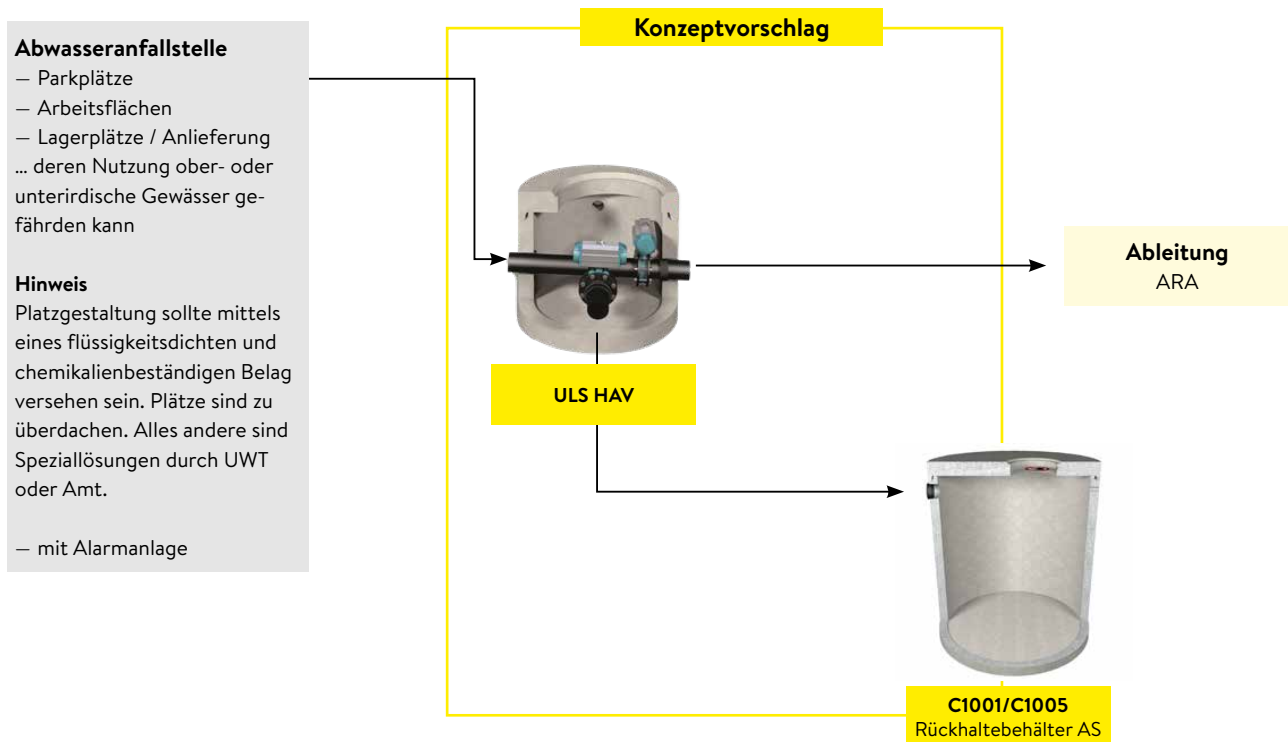 Konzeptvorschlag
Abwasseranfallstelle
— Parkplätze
— Arbeitsflächen
— Lagerplätze / Anlieferung
... deren Nutzung ober- oder
unterirdische Gewässer ge-
fährden kann
Hinweis
Platzgestaltung sollte mittels
eines flüssigkeitsdichten und
chemikalienbeständigen Belag
versehen sein. Plätze sind zu
überdachen. Alles andere sind
Speziallösungen durch UWT
oder Amt.
— mit Alarmanlage
Ableitung
ARA
ULS HAV
C1001/C1005
Rückhaltebehälter AS